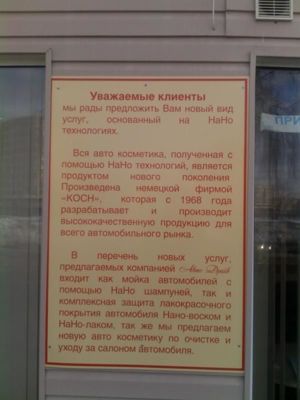 Уважаемые клиенты
мы рады предложить Вам новый вид
услуг, основанный на НаНо
технологиях.
Вся авто косметика, полученная с
помощью НаНо технологий, является
продуктом нового поколения
Произведена немецкой фирмой
«КОСН», которая с 1968 года
разрабатывает и производит
высококачественную продукцию для
всего автомобильного рынка.
В перечень новых услуг,
предлагаемых компанией
входит как мойка автомобилей с
помощью НаНо шампуней, так и
комплексная защита лакокрасочного
покрытия автомобиля Нано-воском и
НаНо-лаком, так же мы предлагаем
новую авто косметику по очистке и
уходу за салоном автомобиля.
ПРИ